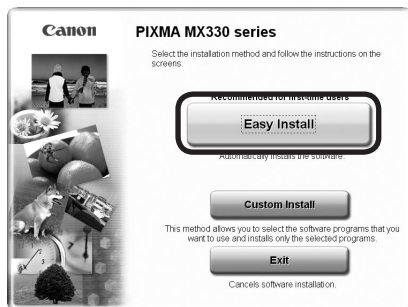 Canon
PIXMA MX330 series
Select the installation method and follow the instructions on the
screens.
Recommended for first-time users
Easy Install
Automatically installs the software.
Custom Install
This method allows you to select the software programs that you
want to use and installs only the selected programs.
Exit
Cancels software installation.